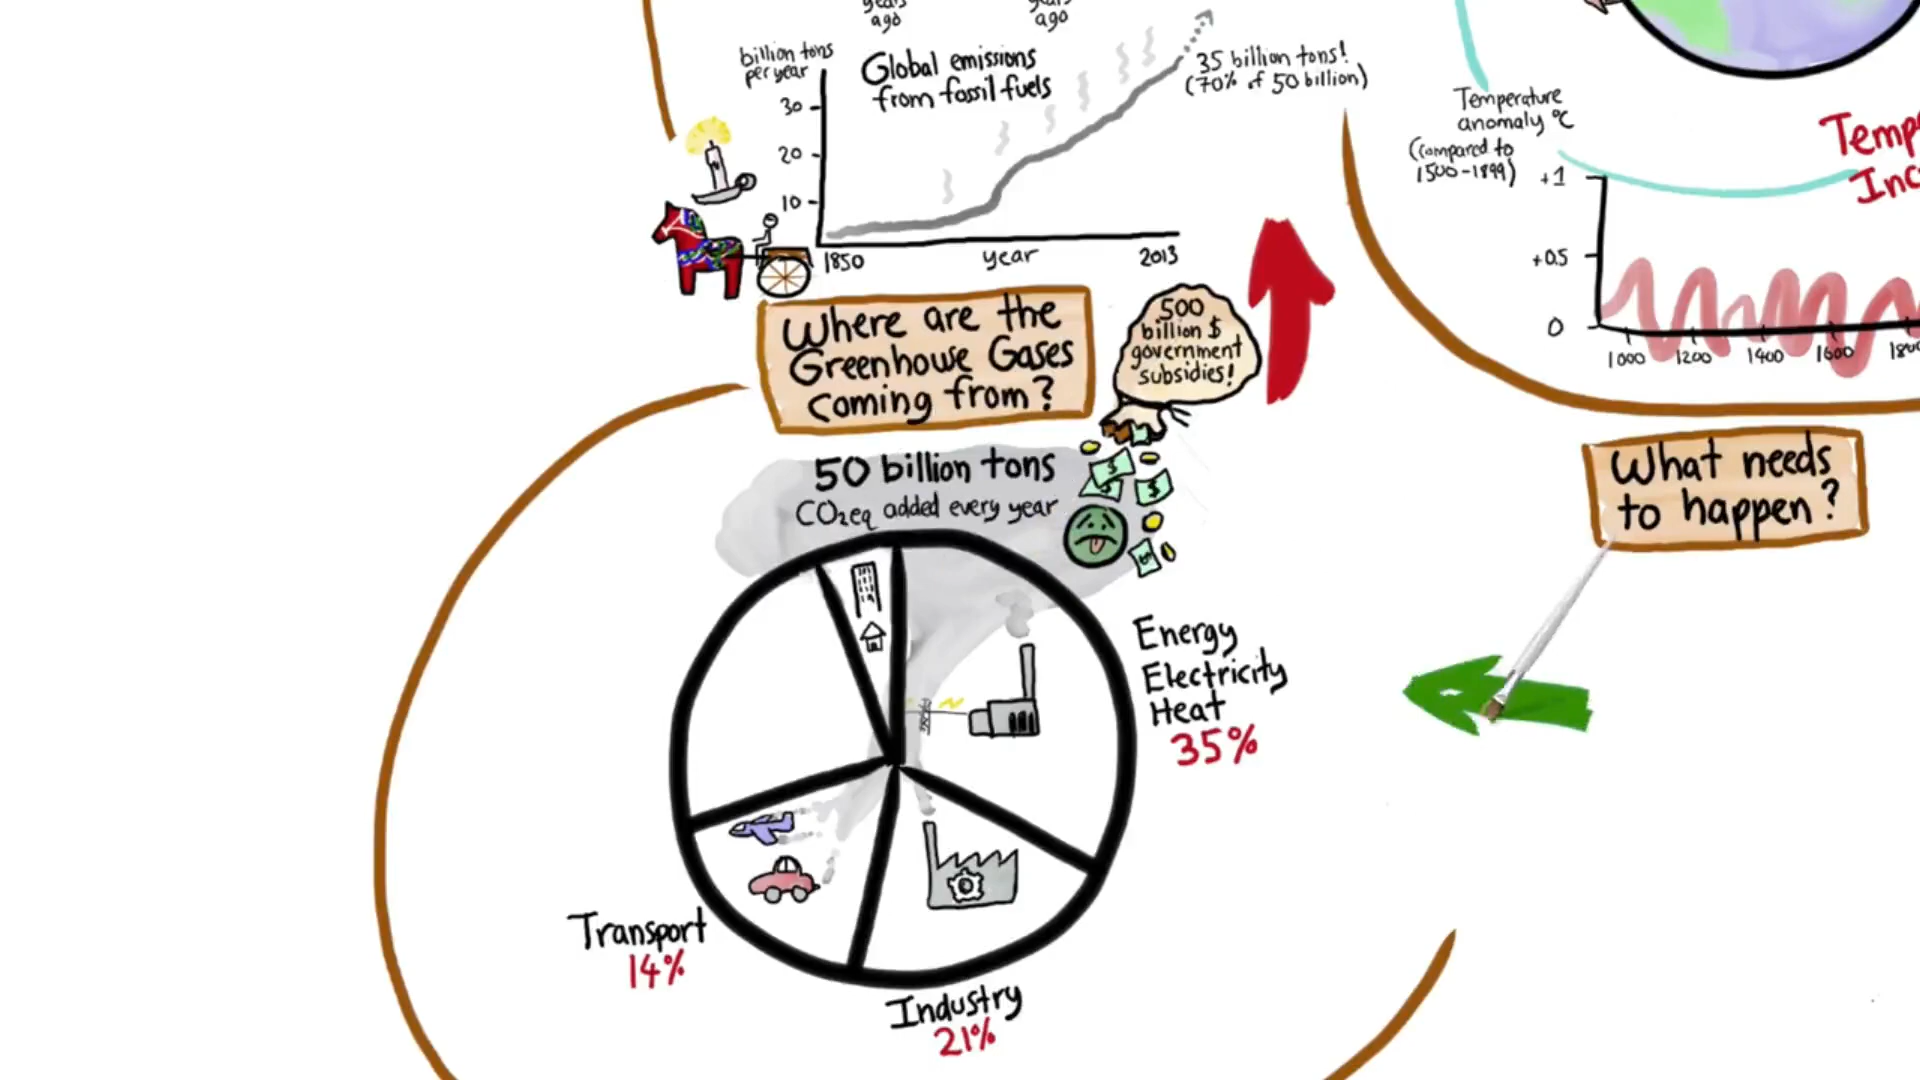 years
ago
years
ago
billion tons
per year
30
20
10
Global emissions
from fossil fuels
35 billion tons!
(70% of 50 billion)
1850
year
2013
Temperature
anomaly °C
(compared to
1500-1899)
+1
+0.5
0
1000
1200
1400
1600
Where are the
Greenhouse Gases
coming from?
500
billion $
government
subsidies!
50 billion tons
CO₂eq added every year
$
$
$
Energy
Electricity
Heat
35%
Transport
14%
Industry
21%
What needs
to happen?